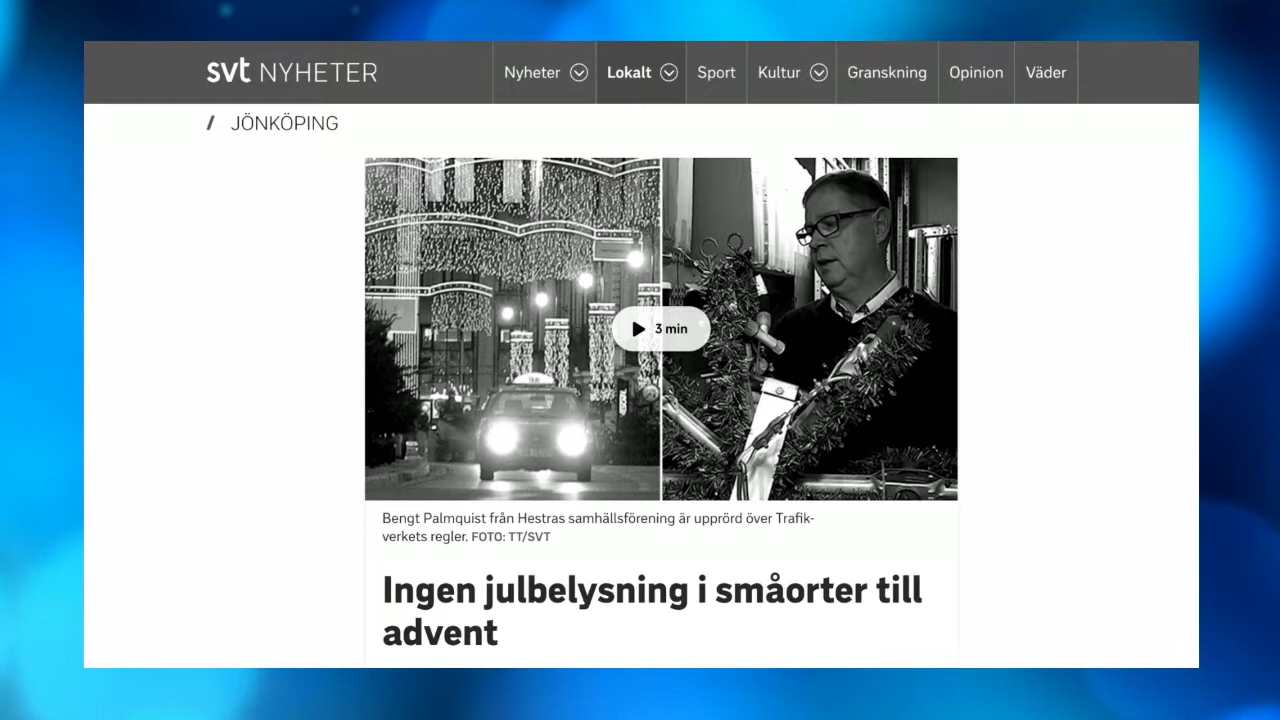 svt NYHETER
Nyheter
Lokalt
Sport
Kultur
Granskning
Opinion
Väder
/ JÖNKÖPING
TAXI
3 min
Bengt Palmquist från Hestras samhällsförening är upprörd över Trafik-
verkets regler. FOTO: TT/SVT
Ingen julbelysning i småorter till
advent